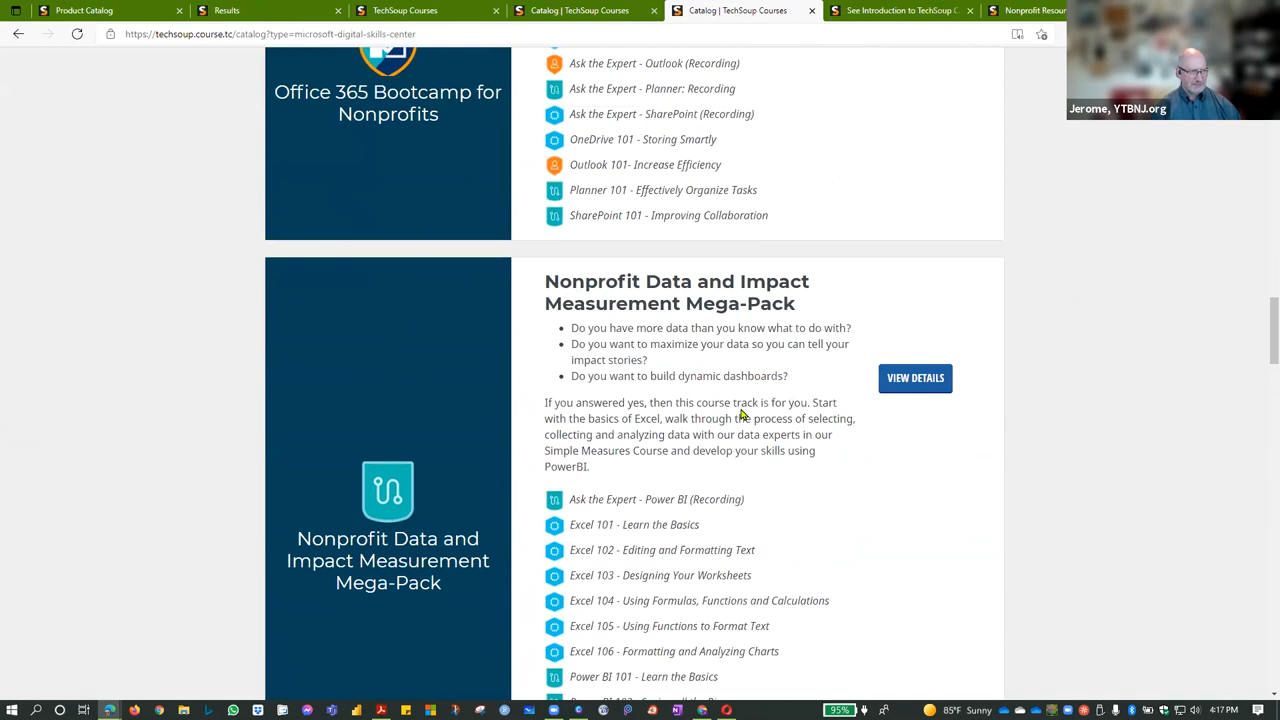 Product Catalog
Results
TechSoup Courses
Catalog | TechSoup Courses
Catalog | TechSoup Courses
See Introduction to TechSoup C
Nonprofit Resour
https://techsoup.course.tc/catalog?type=microsoft-digital-skills-center
Jerome, YTBNJ.org
Office 365 Bootcamp for
Nonprofits
Ask the Expert - Outlook (Recording)
Ask the Expert - Planner: Recording
Ask the Expert - SharePoint (Recording)
OneDrive 101 - Storing Smartly
Outlook 101- Increase Efficiency
Planner 101 - Effectively Organize Tasks
SharePoint 101 - Improving Collaboration
Nonprofit Data and
Impact Measurement
Mega-Pack
Nonprofit Data and Impact
Measurement Mega-Pack
Do you have more data than you know what to do with?
Do you want to maximize your data so you can tell your
impact stories?
Do you want to build dynamic dashboards?
If you answered yes, then this course track is for you. Start
with the basics of Excel, walk through the process of selecting,
collecting and analyzing data with our data experts in our
Simple Measures Course and develop your skills using
PowerBI.
VIEW DETAILS
Ask the Expert - Power BI (Recording)
Excel 101 - Learn the Basics
Excel 102 - Editing and Formatting Text
Excel 103 - Designing Your Worksheets
Excel 104 - Using Formulas, Functions and Calculations
Excel 105 - Using Functions to Format Text
Excel 106 - Formatting and Analyzing Charts
Power BI 101 - Learn the Basics
95%
85°F Sunny
4:17 PM